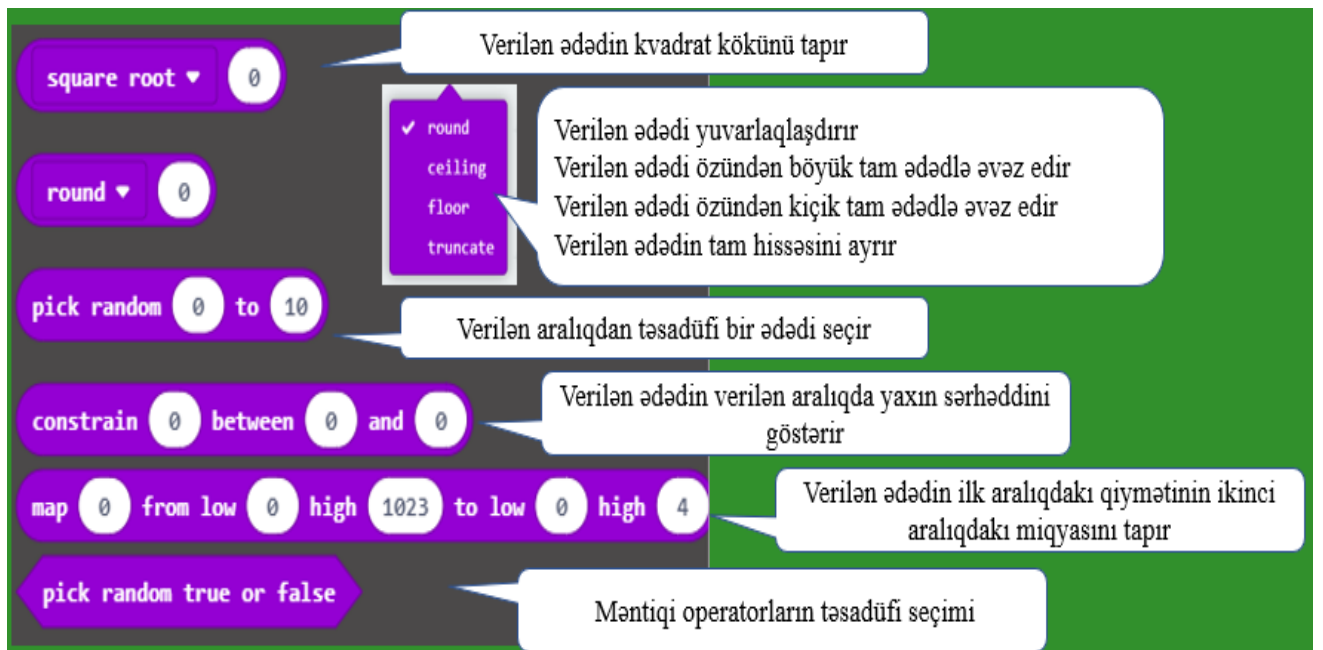 square root 0
Verilən ədədin kvadrat kökünü tapır
round 0
round
ceiling
floor
truncate
Verilən ədədi yuvarlaqlaşdırır
Verilən ədədi özündən böyük tam ədədlə əvəz edir
Verilən ədədi özündən kiçik tam ədədlə əvəz edir
Verilən ədədin tam hissəsini ayrır
pick random 0 to 10
Verilən aralıqdan təsadüfi bir ədədi seçir
constrain 0 between 0 and 0
Verilən ədədin verilən aralıqda yaxın sərhəddini
göstərir
map 0 from low 0 high 1023 to low 0 high 4
Verilən ədədin ilk aralıqdakı qiymətinin ikinci
aralıqdakı miqyasını tapır
pick random true or false
Məntiqi operatorların təsadüfi seçimi